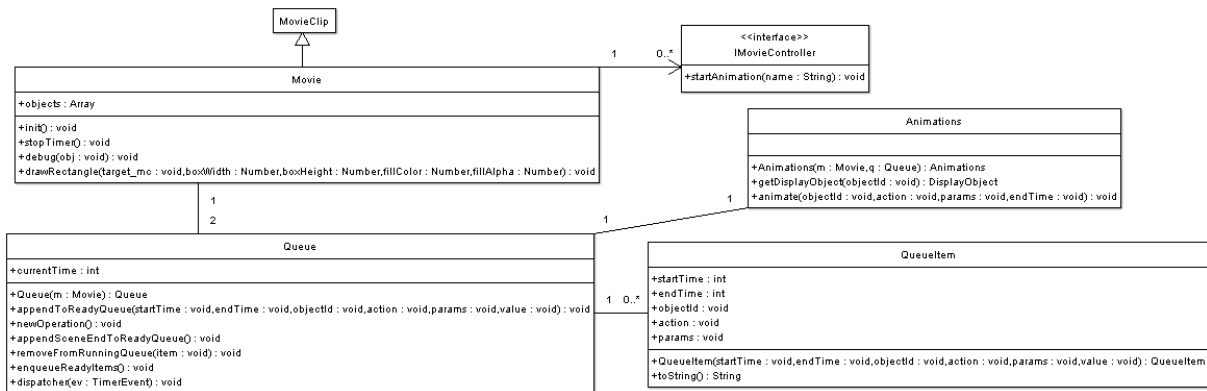 MovieClip
Movie
+objects : Array
+init() : void
+stopTimer() : void
+debug(obj : void) : void
+drawRectangle(target_mc : void,boxWidth : Number,boxHeight : Number,fillColor : Number,fillAlpha : Number) : void
1
0..*
<<interface>>
IMovieController
+startAnimation(name : String) : void
Animations
+Animations(m : Movie,q : Queue) : Animations
+getDisplayObject(objectId : void) : DisplayObject
+animate(objectId : void,action : void,params : void,endTime : void) : void
1
2
1
1
Queue
+currentTime : int
+Queue(m : Movie) : Queue
+appendToReadyQueue(startTime : void,endTime : void,objectId : void,action : void,params : void,value : void) : void
+newOperation() : void
+appendSceneEndToReadyQueue() : void
+removeFromRunningQueue(item : void) : void
+enqueueReadyItems() : void
+dispatcher(ev : TimerEvent) : void
1
0..*
QueueItem
+startTime : int
+endTime : int
+objectId : void
+action : void
+params : void
+QueueItem(startTime : void,endTime : void,objectId : void,action : void,params : void,value : void) : QueueItem
+toString() : String